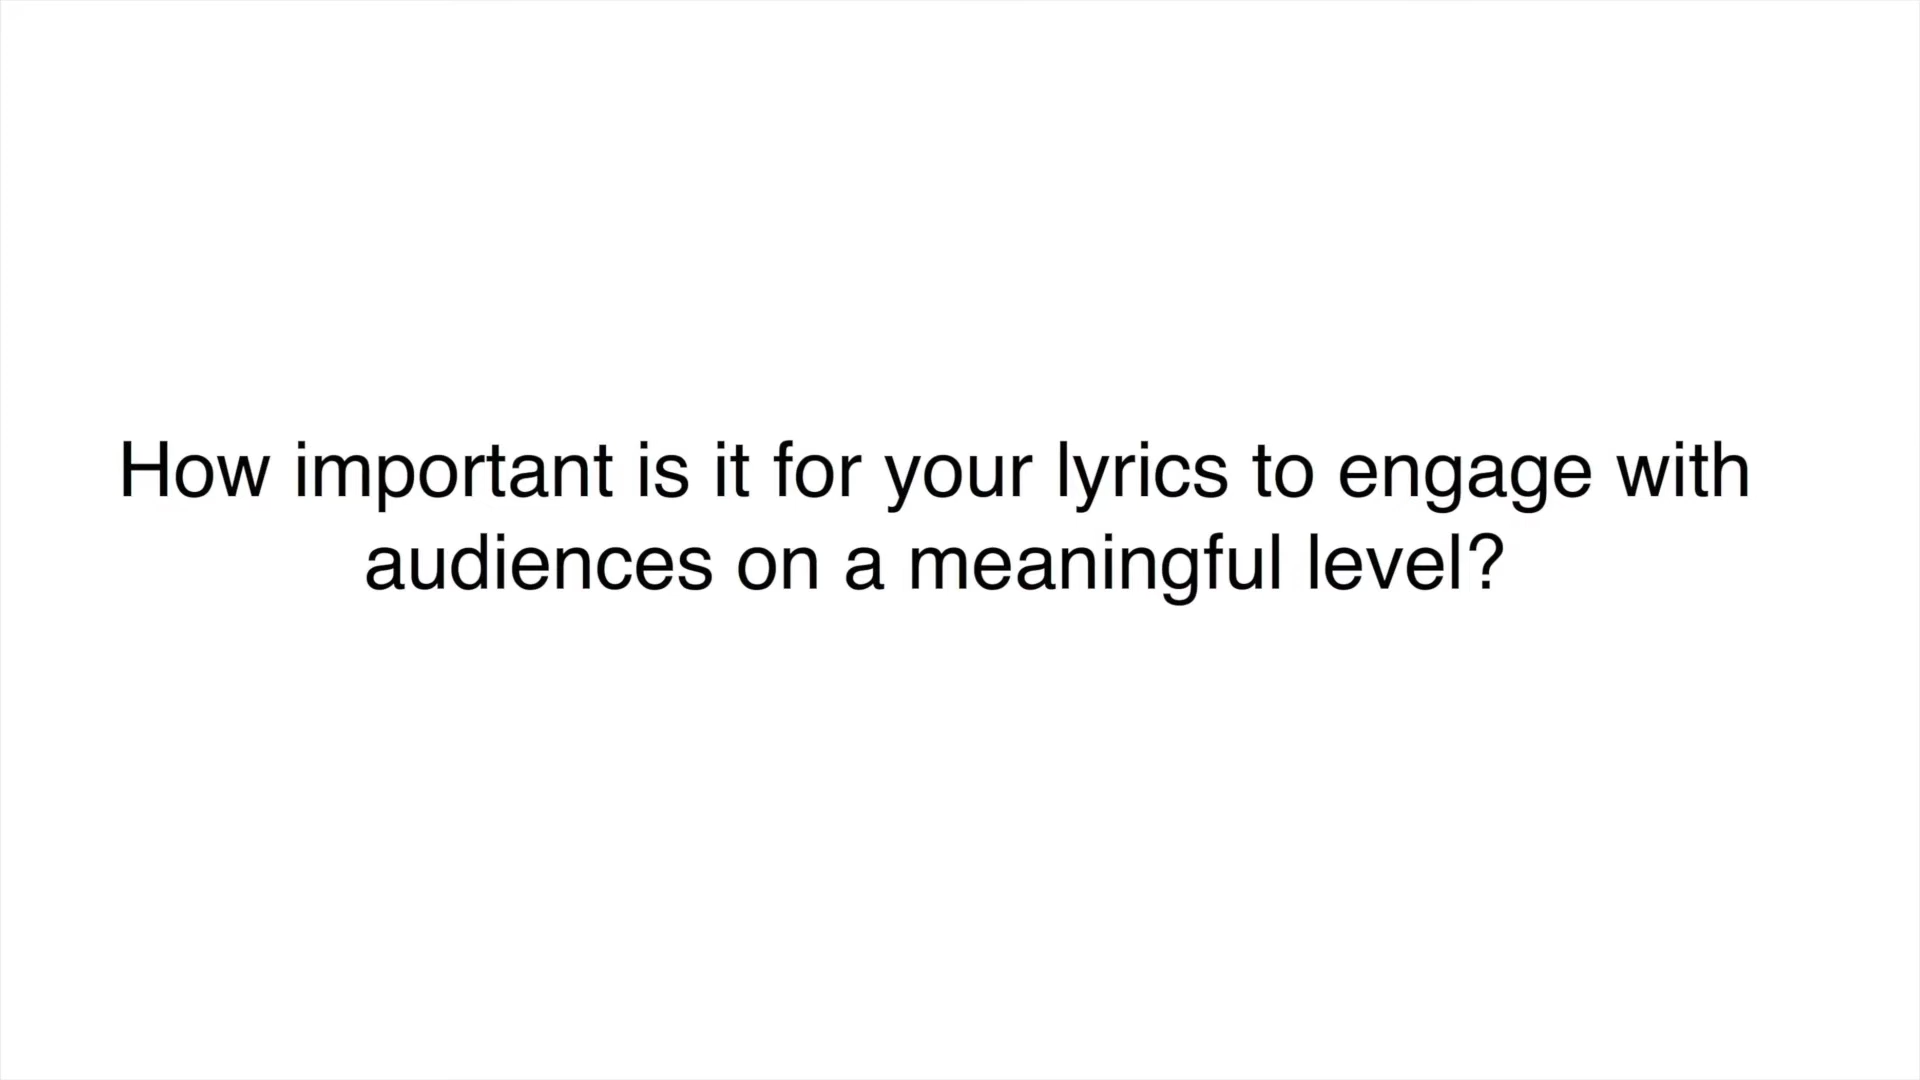 How important is it for your lyrics to engage with
audiences on a meaningful level?